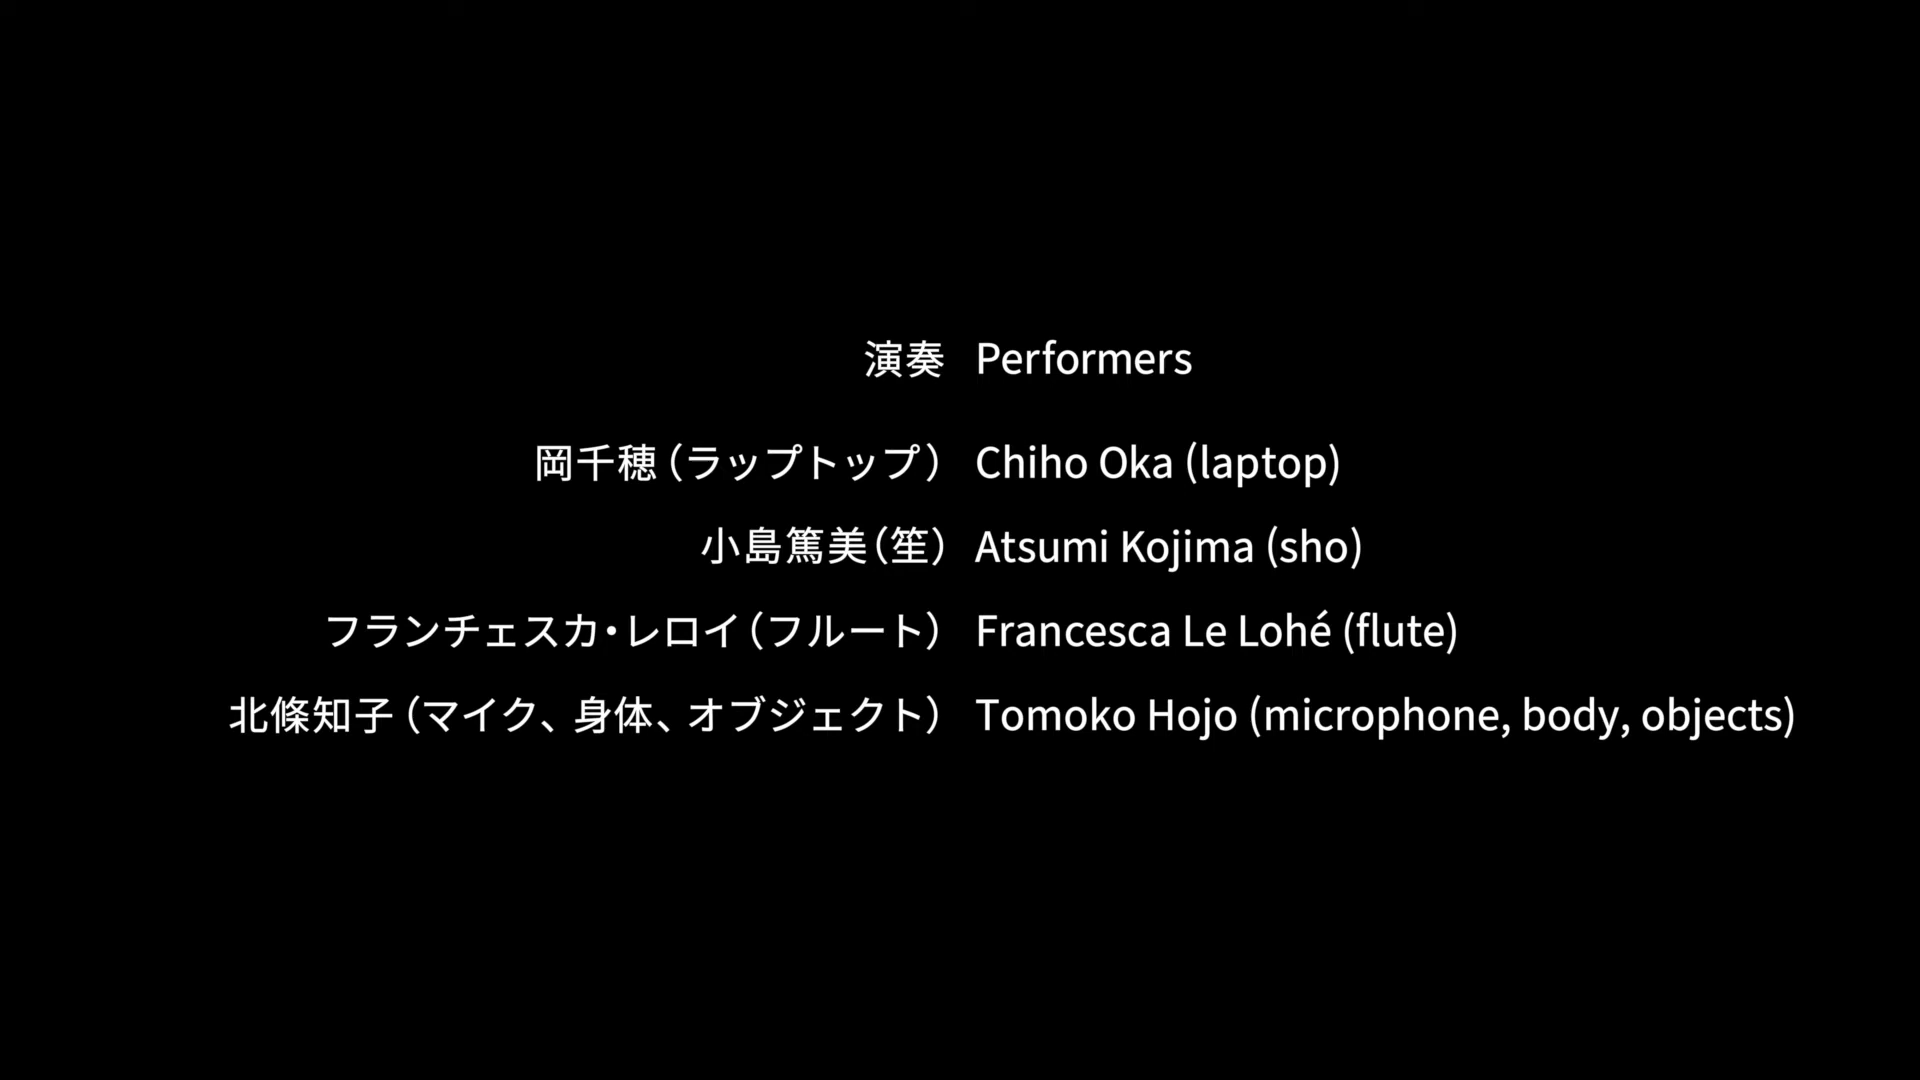 演奏 Performers
岡千穂（ラップトップ） Chiho Oka (laptop)
小島篤美（笙） Atsumi Kojima (sho)
フランチェスカ・レロイ（フルート） Francesca Le Lohé (flute)
北條知子（マイク、身体、オブジェクト） Tomoko Hojo (microphone, body, objects)